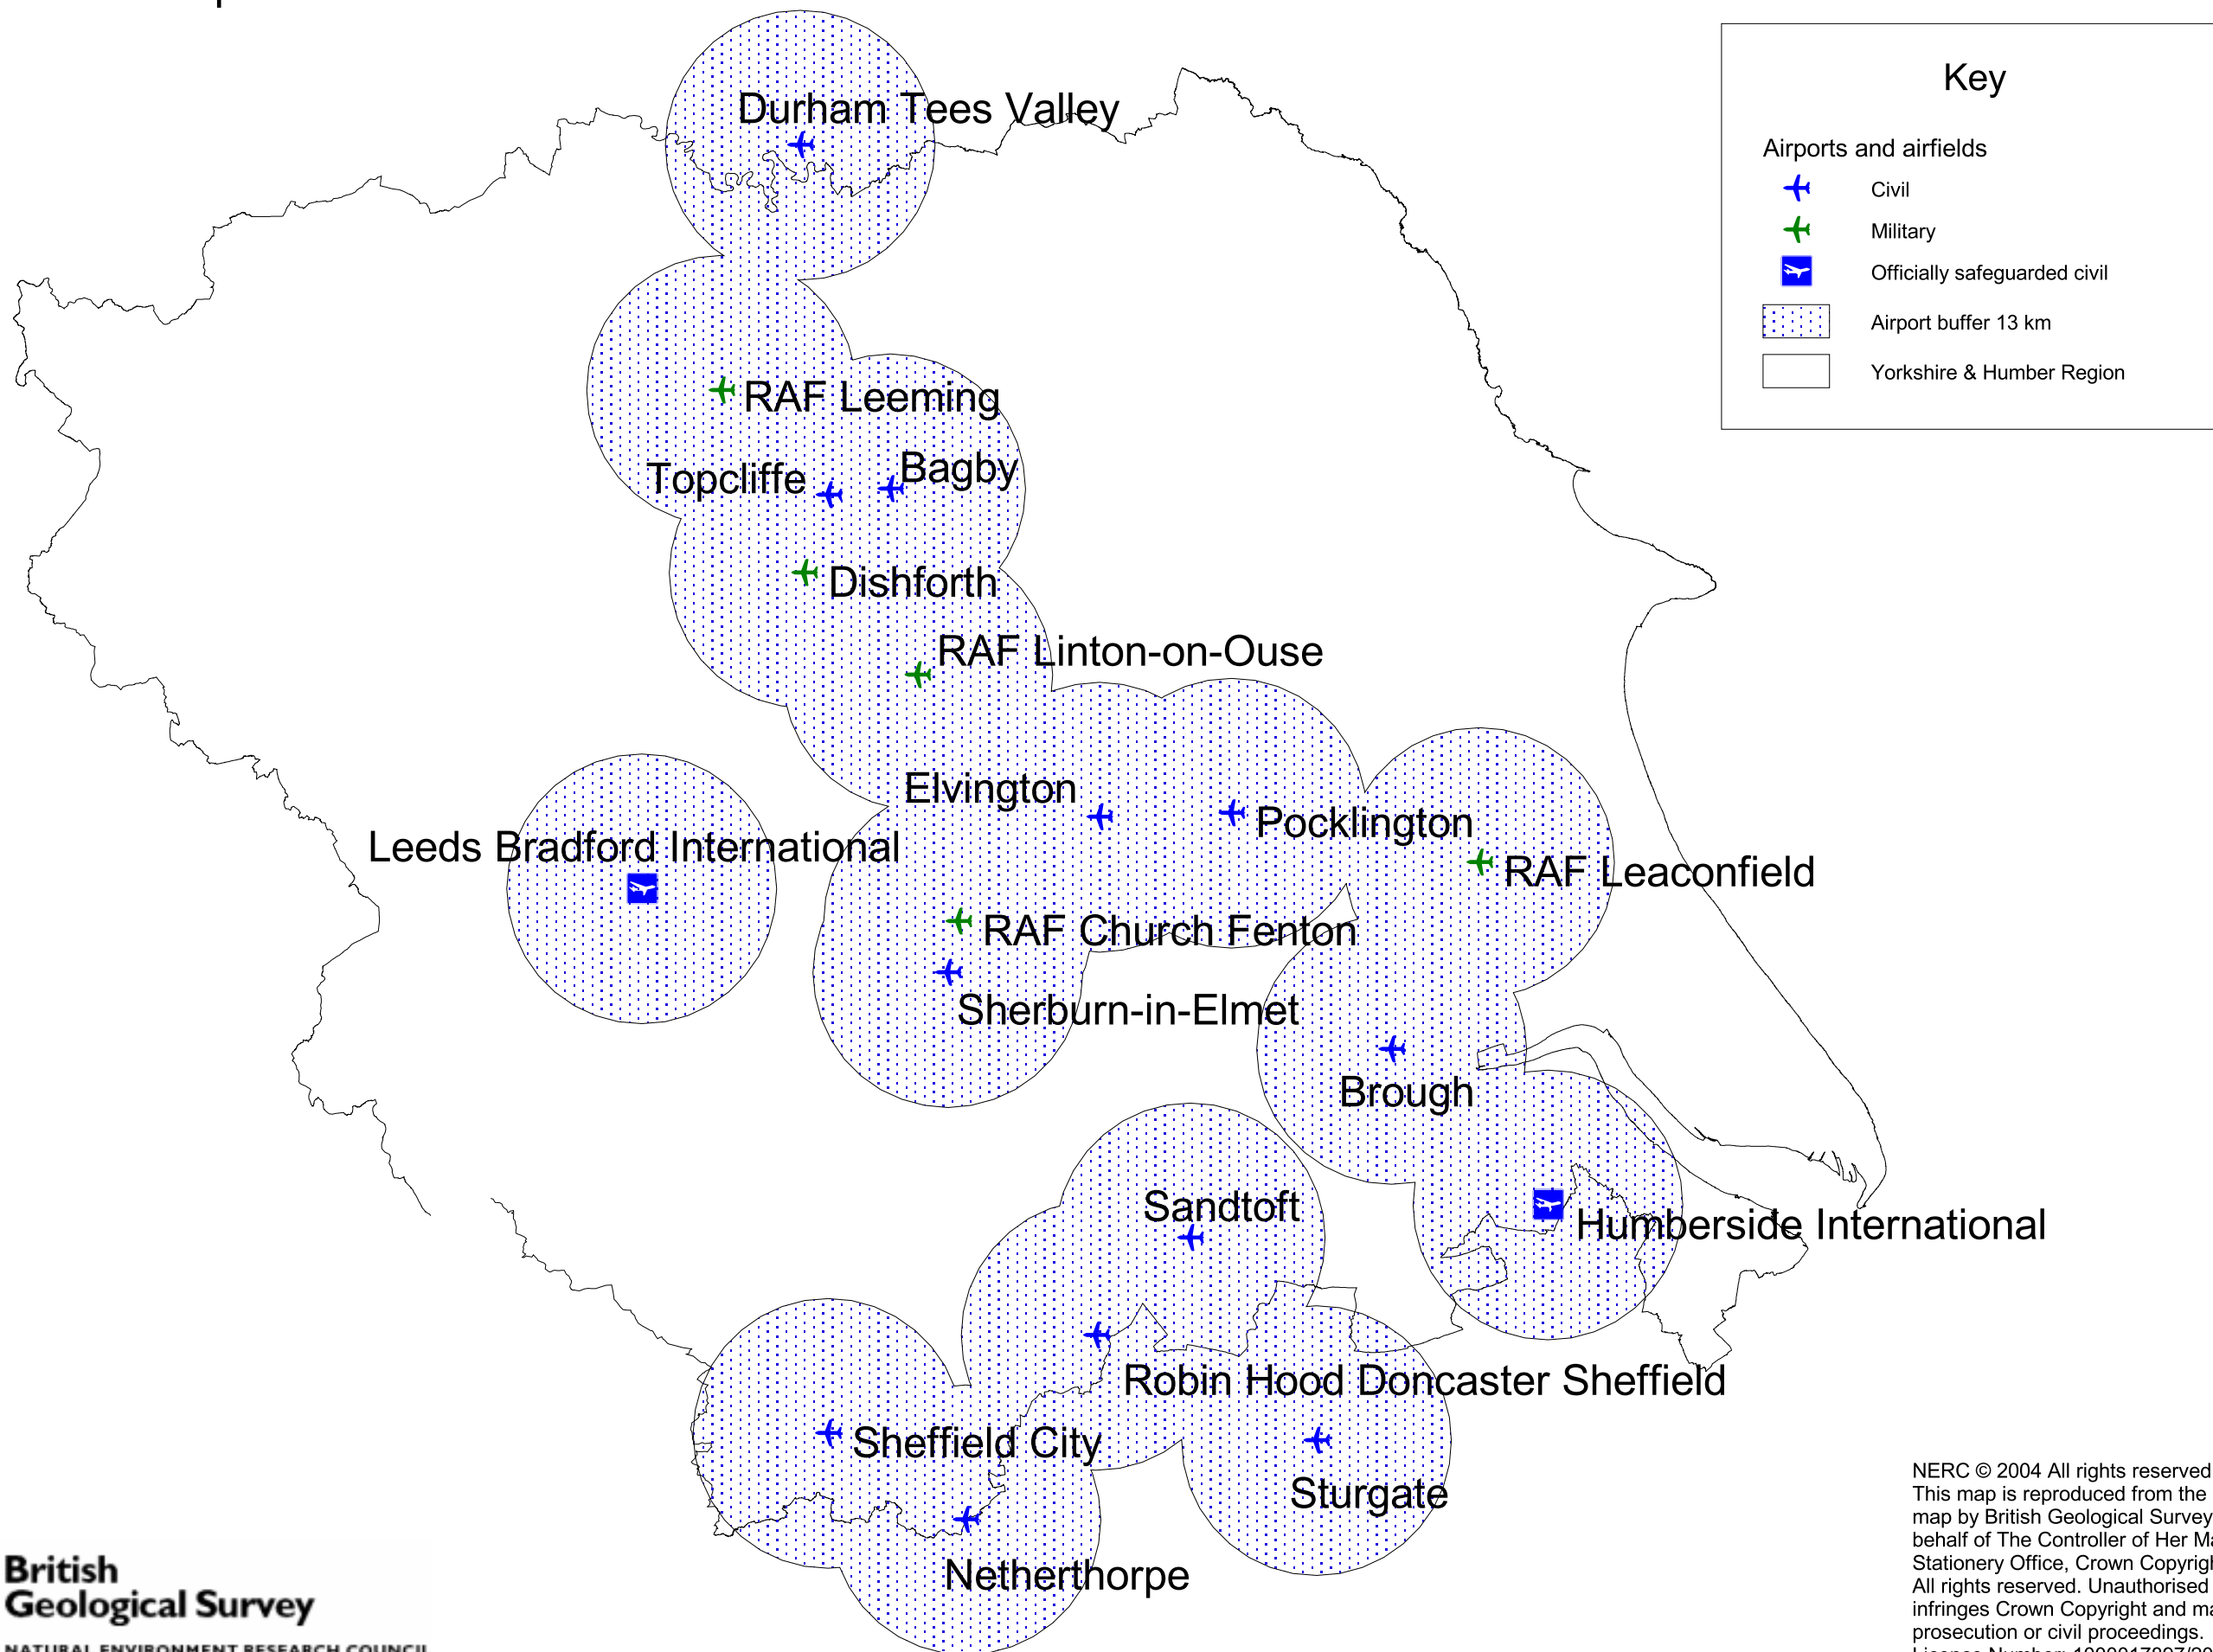 Durham Tees Valley
Key
Airports and airfields
Civil
Military
Officially safeguarded civil
Airport buffer 13 km
Yorkshire & Humber Region
RAF Leeming
Bagby
Topcliffe
Dishforth
RAF Linton-on-Ouse
Elvington
Pocklington
Leeds Bradford International
RAF Leaconfield
RAF Church Fenton
Sherburn-in-Elmet
Brough
Sandtoft
Humberside International
Robin Hood Doncaster Sheffield
Sheffield City
Sturgate
Netherthorpe
NERC © 2004 All rights reserved
This map is reproduced from the
map by British Geological Survey
behalf of The Controller of Her
Stationery Office, Crown
All rights reserved. Unauthorised
infringes Crown Copyright and
prosecution or civil proceedings.
British
Geological Survey
NATURAL ENVIRONMENT RESEARCH COUNCIL